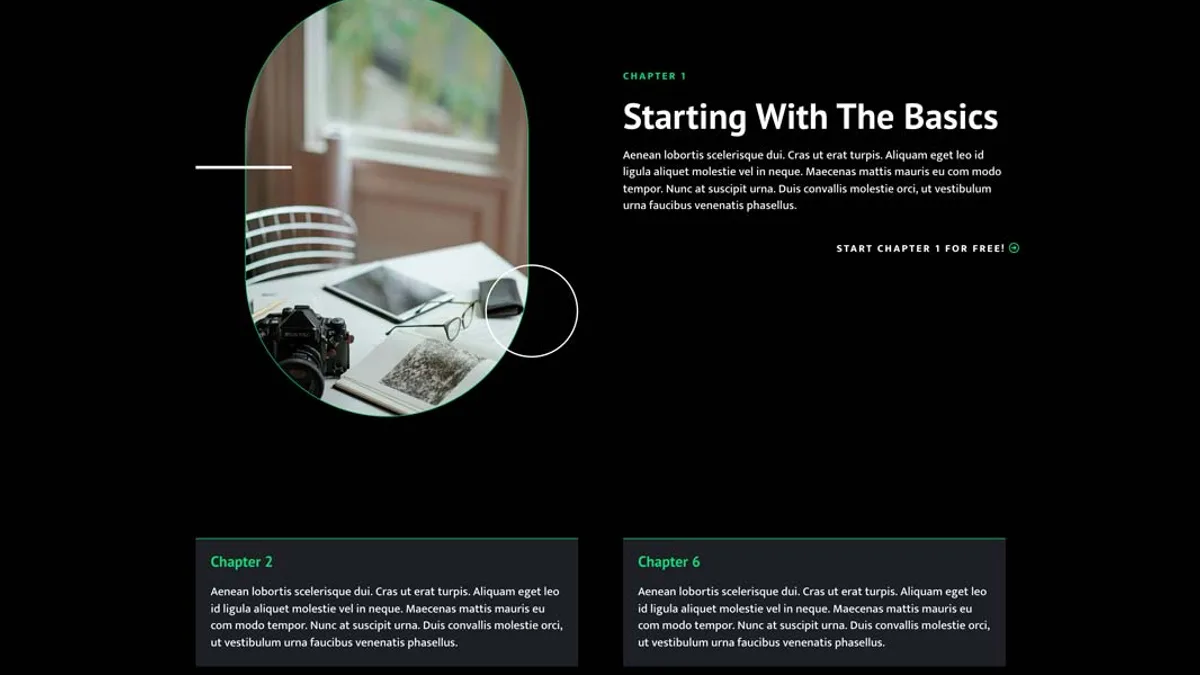 CHAPTER 1
Starting With The Basics
Aenean lobortis scelerisque dui. Cras ut erat turpis. Aliquam eget leo id
ligula aliquet molestie vel in neque. Maecenas mattis mauris eu com modo
tempor. Nunc at suscipit urna. Duis convallis molestie orci, ut vestibulum
urna faucibus venenatis phasellus.
START CHAPTER 1 FOR FREE!
Chapter 2
Aenean lobortis scelerisque dui. Cras ut erat turpis. Aliquam eget leo
id ligula aliquet molestie vel in neque. Maecenas mattis mauris eu
com modo tempor. Nunc at suscipit urna. Duis convallis molestie orci,
ut vestibulum urna faucibus venenatis phasellus.
Chapter 6
Aenean lobortis scelerisque dui. Cras ut erat turpis. Aliquam eget leo
id ligula aliquet molestie vel in neque. Maecenas mattis mauris eu
com modo tempor. Nunc at suscipit urna. Duis convallis molestie orci,
ut vestibulum urna faucibus venenatis phasellus.